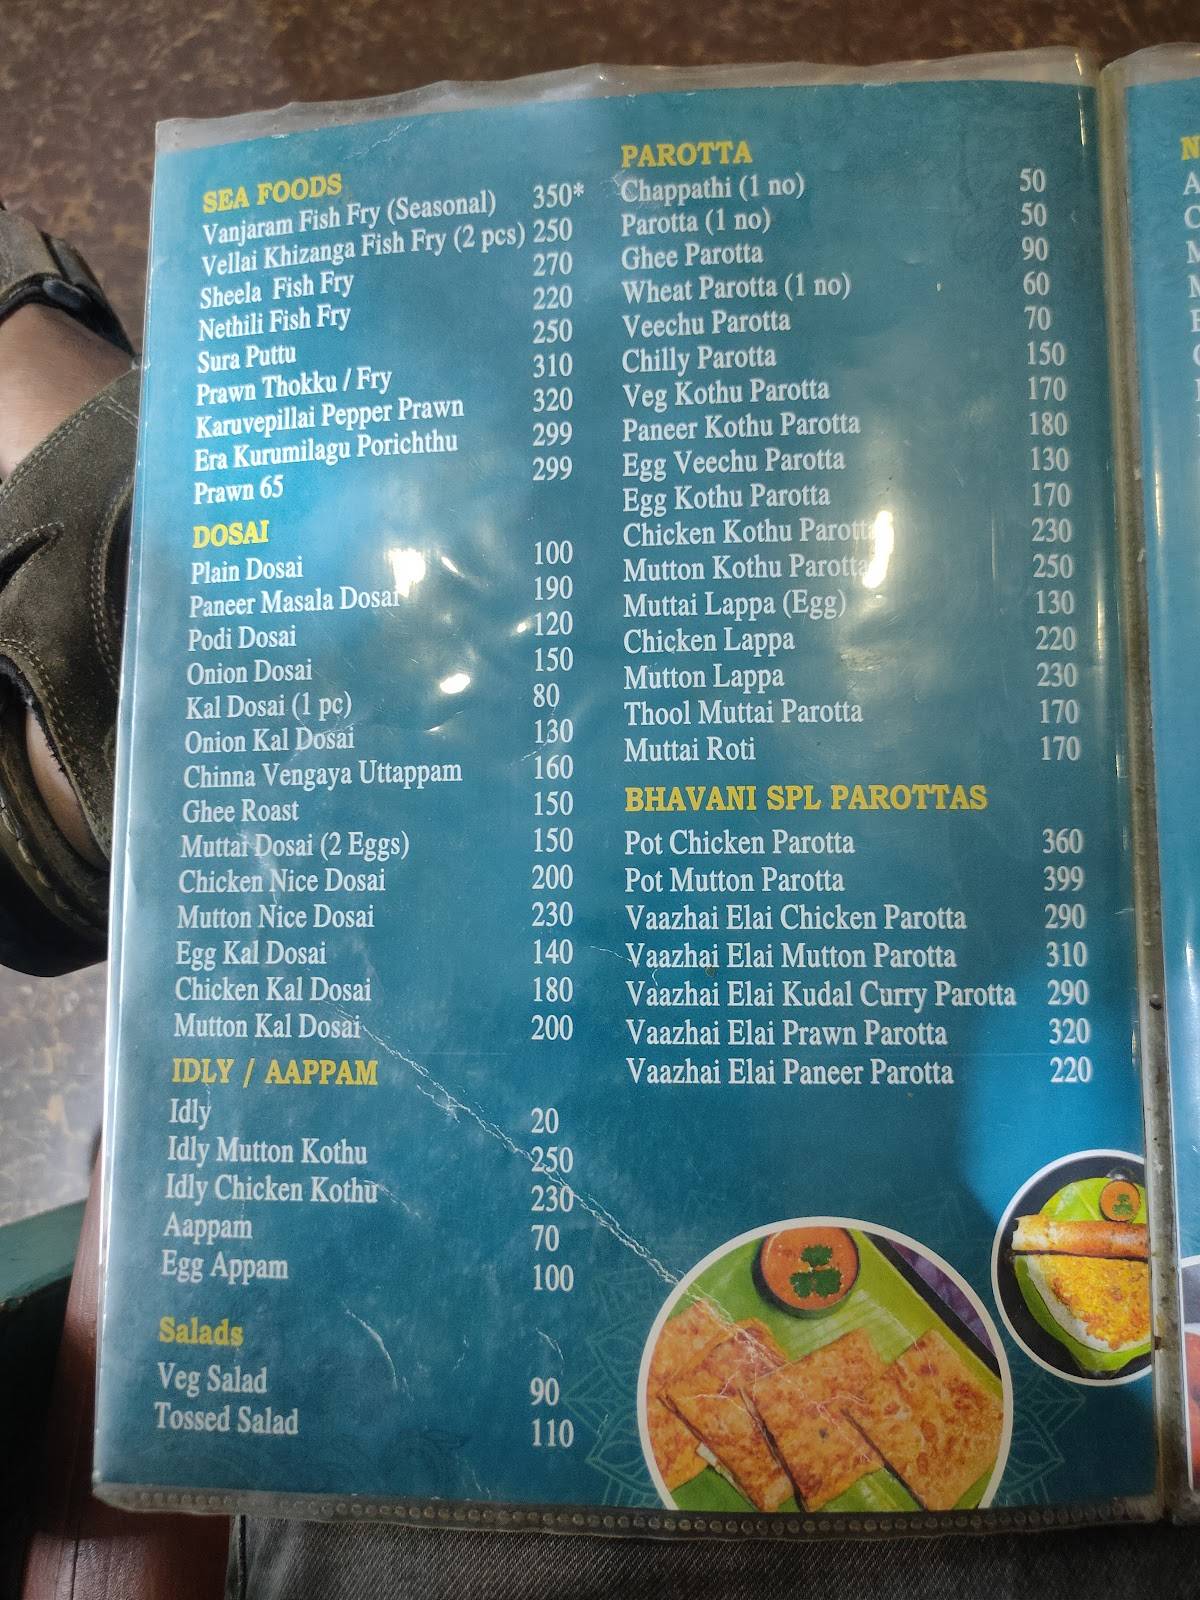 SEA FOODS
Vanjaram Fish Fry (Seasonal) 350*
Vellai Khizanga Fish Fry (2 pcs) 250
Sheela Fish Fry 270
Nethili Fish Fry 220
Sura Puttu 250
Prawn Thokku / Fry 310
Karuvepillai Pepper Prawn 320
Era Kurumilagu Porichthu 299
Prawn 65 299
DOSAI
Plain Dosai 100
Paneer Masala Dosai 190
Podi Dosai 120
Onion Dosai 150
Kal Dosai (1 pc) 80
Onion Kal Dosai 130
Chinna Vengaya Uttappam 160
Ghee Roast 150
Muttai Dosai (2 Eggs) 150
Chicken Nice Dosai 200
Mutton Nice Dosai 230
Egg Kal Dosai 140
Chicken Kal Dosai 180
Mutton Kal Dosai 200
IDLY / AAPPAM
Idly 20
Idly Mutton Kothu 250
Idly Chicken Kothu 230
Aappam 70
Egg Appam 100
Salads
Veg Salad 90
Tossed Salad 110
PAROTTA
Chappathi (1 no) 50
Parotta (1 no) 50
Ghee Parotta 90
Wheat Parotta (1 no) 60
Veechu Parotta 70
Chilly Parotta 150
Veg Kothu Parotta 170
Paneer Kothu Parotta 180
Egg Veechu Parotta 130
Egg Kothu Parotta 170
Chicken Kothu Parotta 230
Mutton Kothu Parotta 250
Muttai Lappa (Egg) 130
Chicken Lappa 220
Mutton Lappa 230
Thool Muttai Parotta 170
Muttai Roti 170
BHAVANI SPL PAROTTAS
Pot Chicken Parotta 360
Pot Mutton Parotta 399
Vaazhai Elai Chicken Parotta 290
Vaazhai Elai Mutton Parotta 310
Vaazhai Elai Kudal Curry Parotta 290
Vaazhai Elai Prawn Parotta 320
Vaazhai Elai Paneer Parotta 220